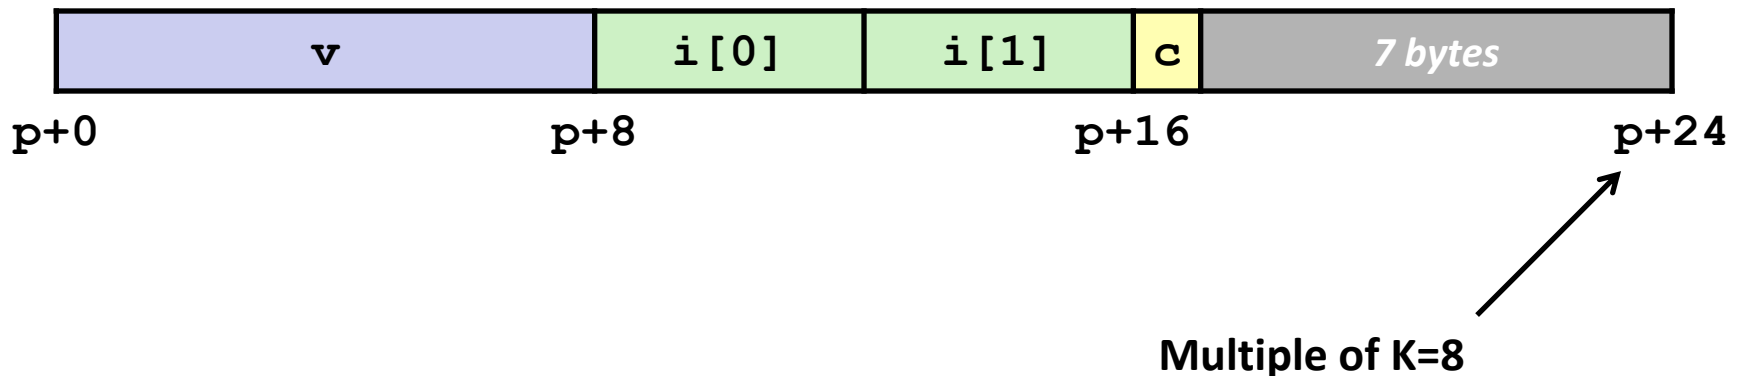 v i[0] i[1] c 7 bytes
p+0 p+8 p+16 p+24
Multiple of K=8